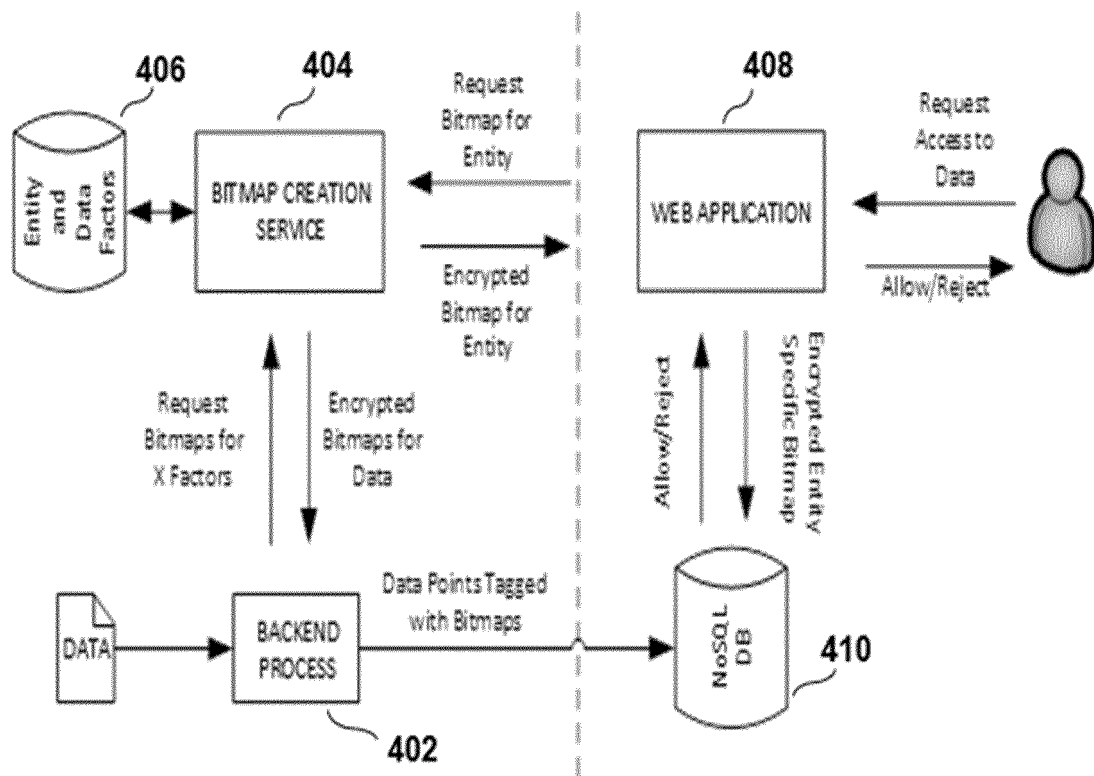 406
404
408
Request
Bitmap for
Entity
Request
Access to
Data
Entity
and
Data
Factors
BITMAP CREATION
SERVICE
WEB APPLICATION
Encrypted
Bitmap for
Entity
Allow/Reject
Request
Bitmaps for
X Factors
Encrypted
Bitmaps for
Data
Allow/Reject
Encrypted Entity
Specific Bitmap
DATA
BACKEND
PROCESS
Data Points Tagged
with Bitmaps
NoSQL
DB
410
402